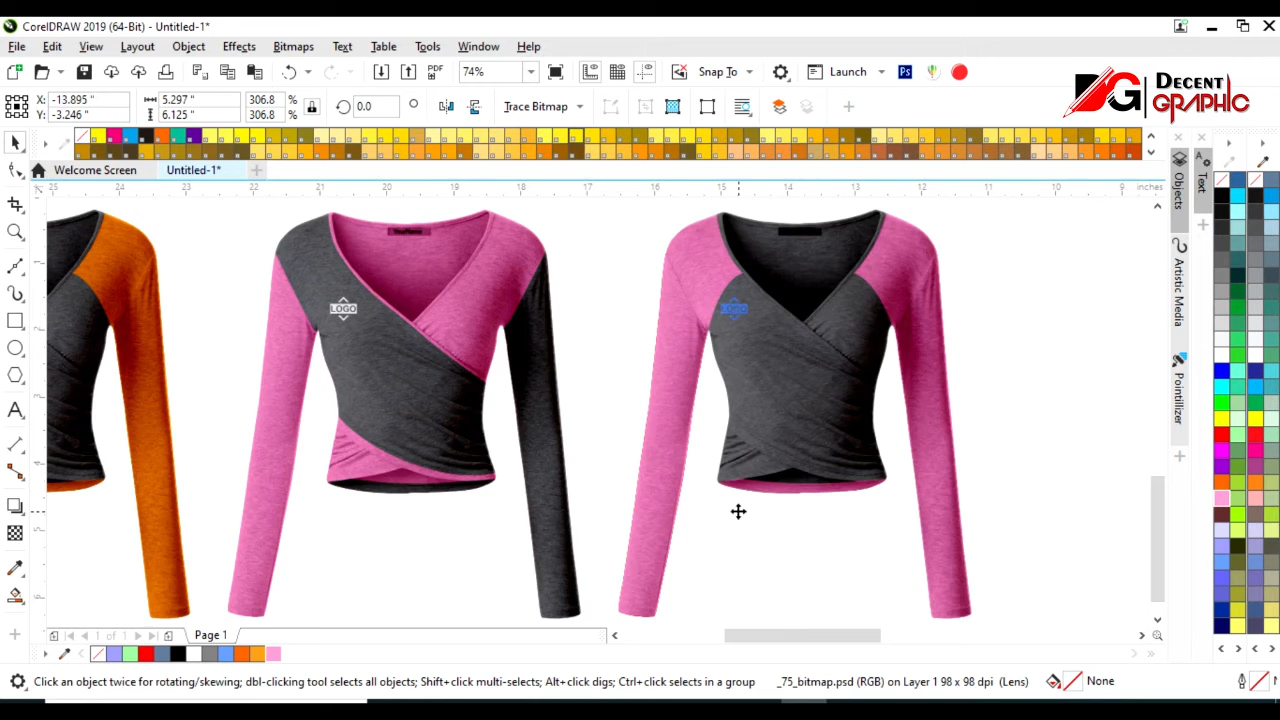 CorelDRAW 2019 (64-Bit) - Untitled-1*
File Edit View Layout Object Effects Bitmaps Text Table Tools Window Help
PDF 74% Snap To Launch Ps
X: -13.895 " 5.297 " 306.8 % 0.0 Trace Bitmap
Y: -3.246 " 6.125 " 306.8 %
DECENT
GRAPHIC
Welcome Screen Untitled-1*
25 24 23 22 21 20 19 18 17 16 15 14 13 12 11 10 9 inches
Objects
Text
Artistic Media
Pointillizer
LOGO
LOGO
1 of 1 Page 1
Click an object twice for rotating/skewing; dbl-clicking tool selects all objects; Shift+click multi-selects; Alt+click digs; Ctrl+click selects in a group _75_bitmap.psd (RGB) on Layer 1 98 x 98 dpi (Lens) None